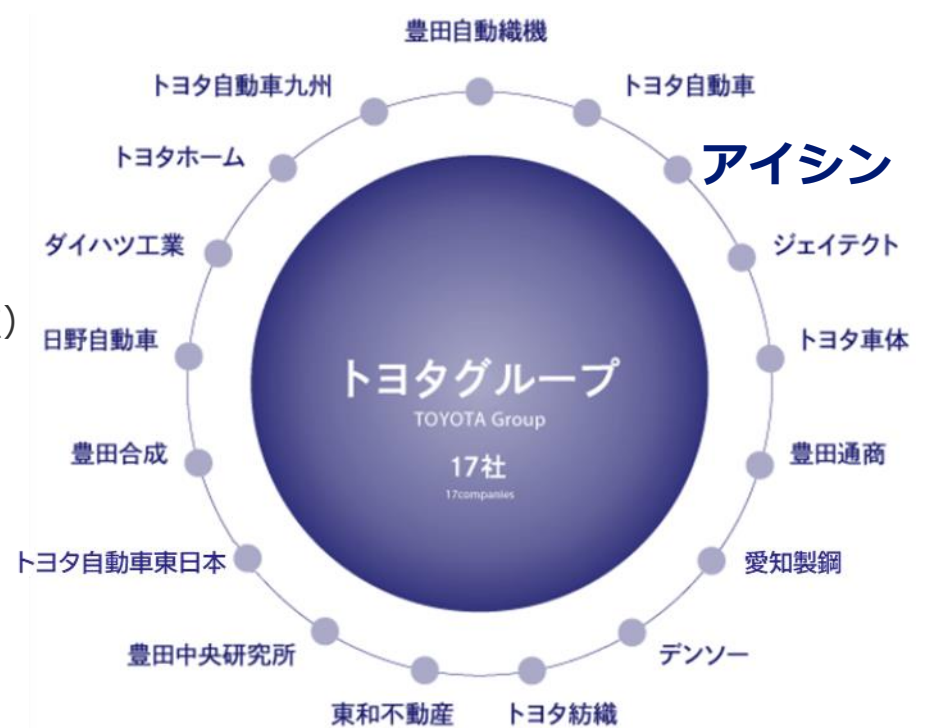 豊田自動織機
トヨタ自動車九州
トヨタ自動車
トヨタホーム
アイシン
ダイハツ工業
ジェイテクト
)
日野自動車
トヨタ車体
トヨタグループ
TOYOTA Group
豊田合成
17社
豊田通商
17companies
トヨタ自動車東日本
愛知製鋼
豊田中央研究所
デンソー
東和不動産
トヨタ紡織